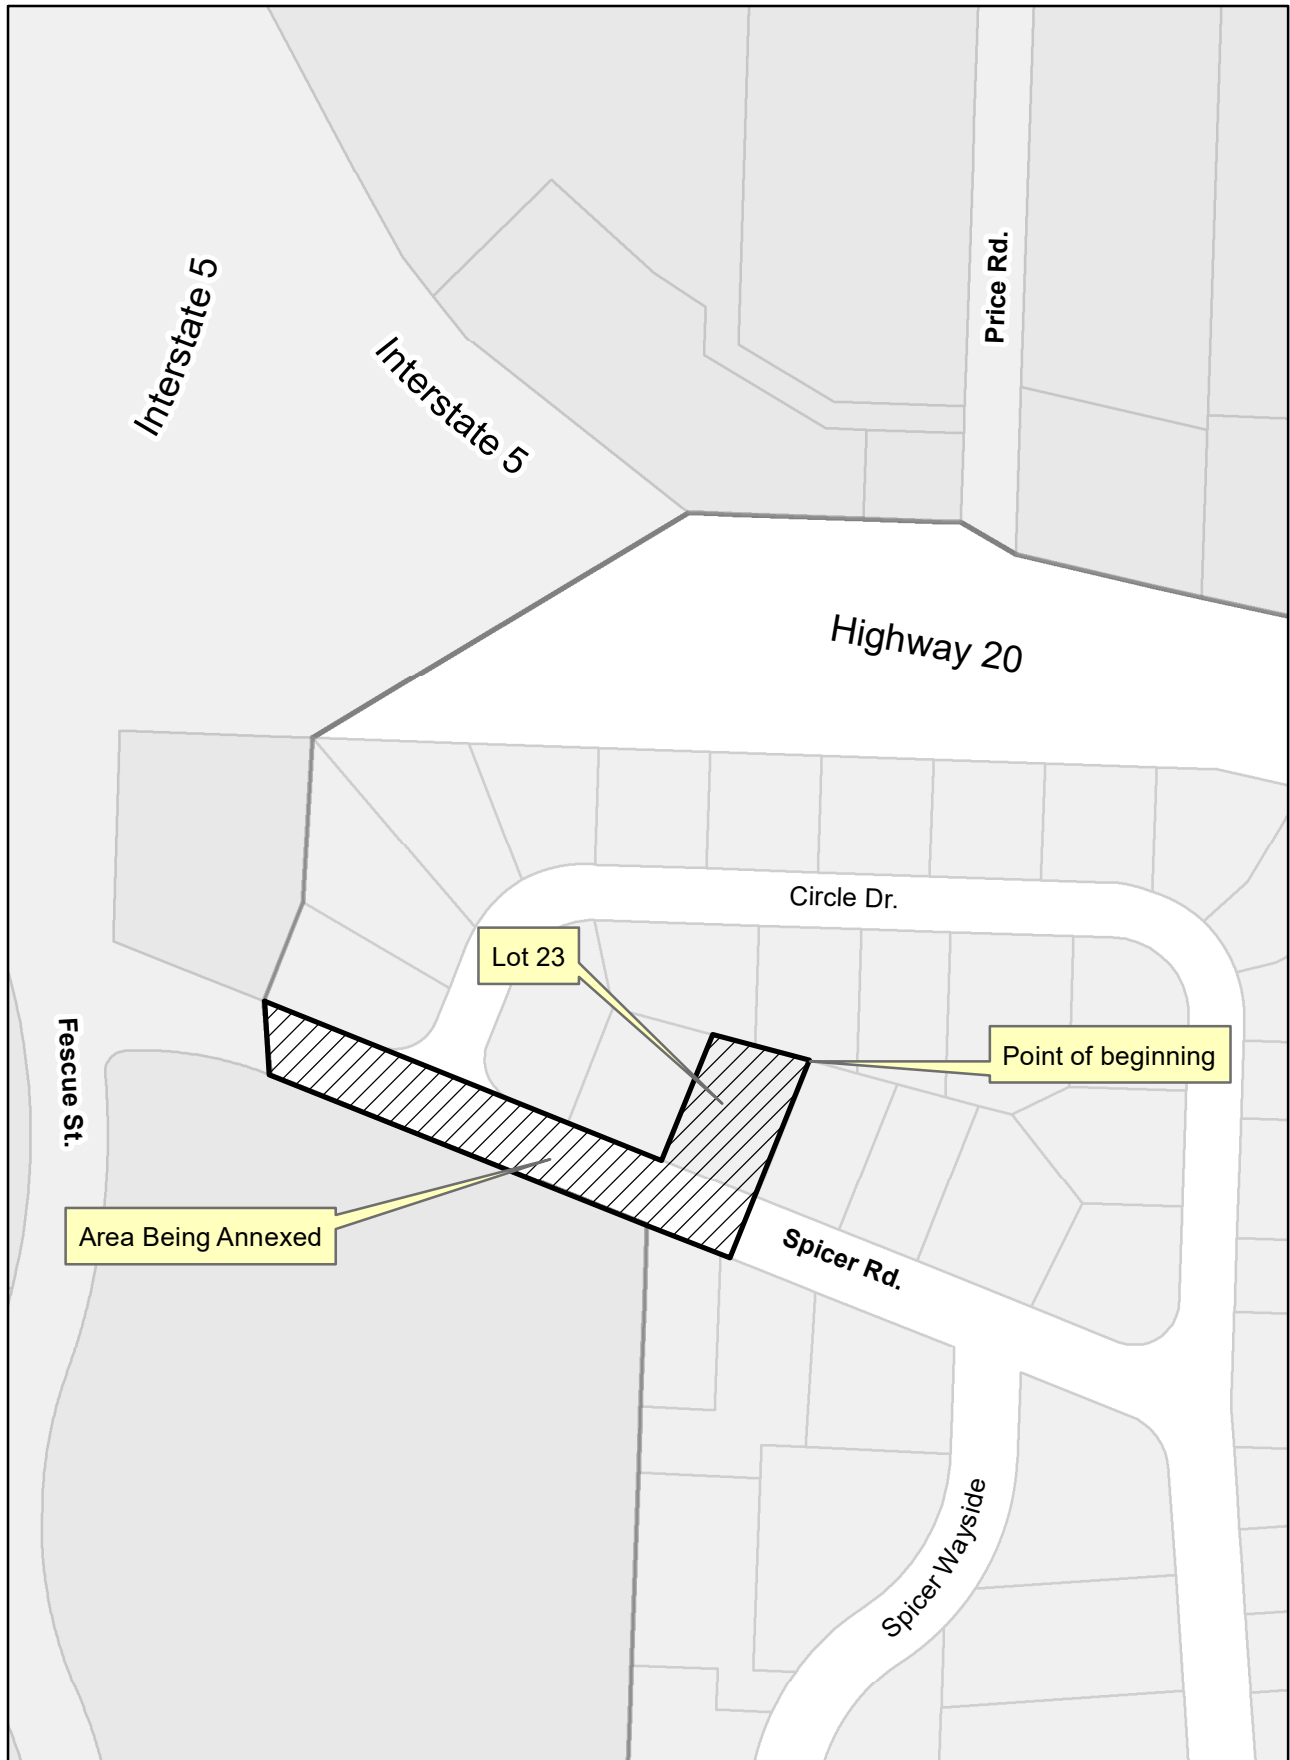 Price Rd.
Interstate 5
Interstate 5
Highway 20
Circle Dr.
Lot 23
Point of beginning
Fescue St.
Area Being Annexed
Spicer Rd.
Spicer Wayside